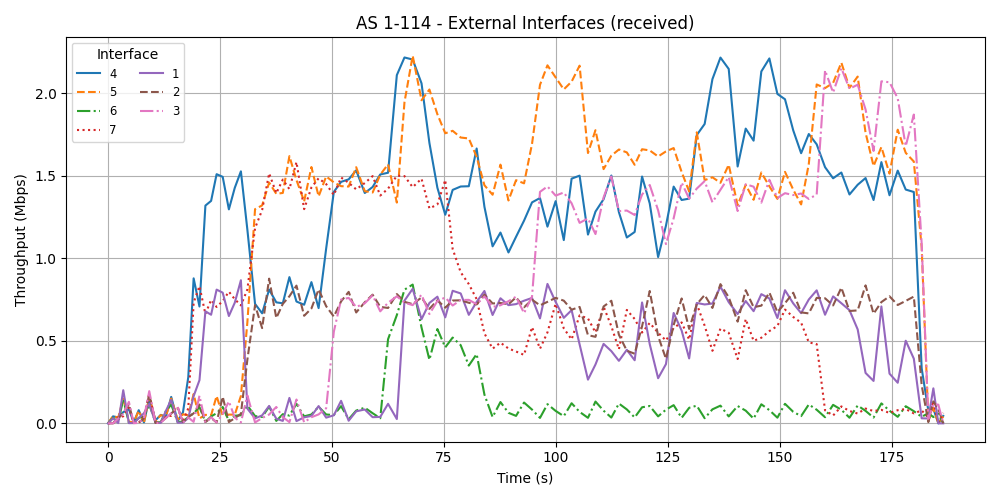 AS 1-114 - External Interfaces (received)
Interface
4 1
5 2
6 3
7
Throughput (Mbps)
2.0
1.5
1.0
0.5
0.0
0 25 50 75 100 125 150 175
Time (s)